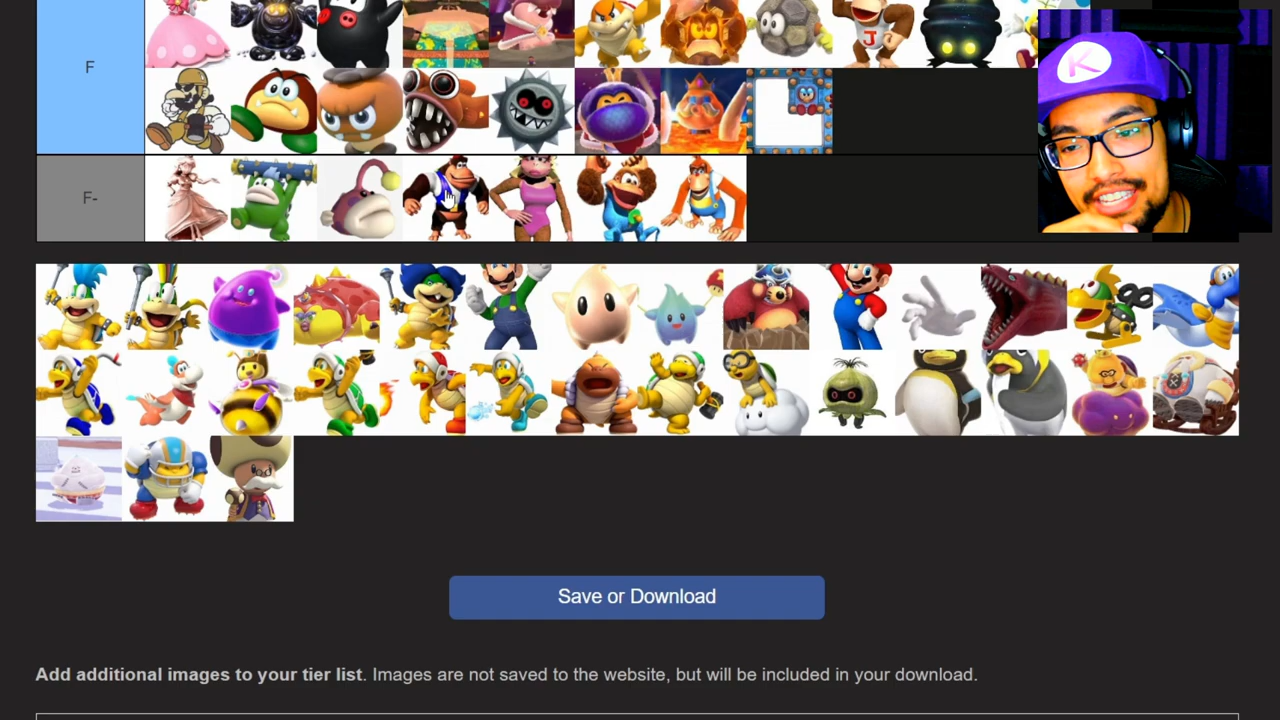 F
J
K
F-
Save or Download
Add additional images to your tier list. Images are not saved to the website, but will be included in your download.